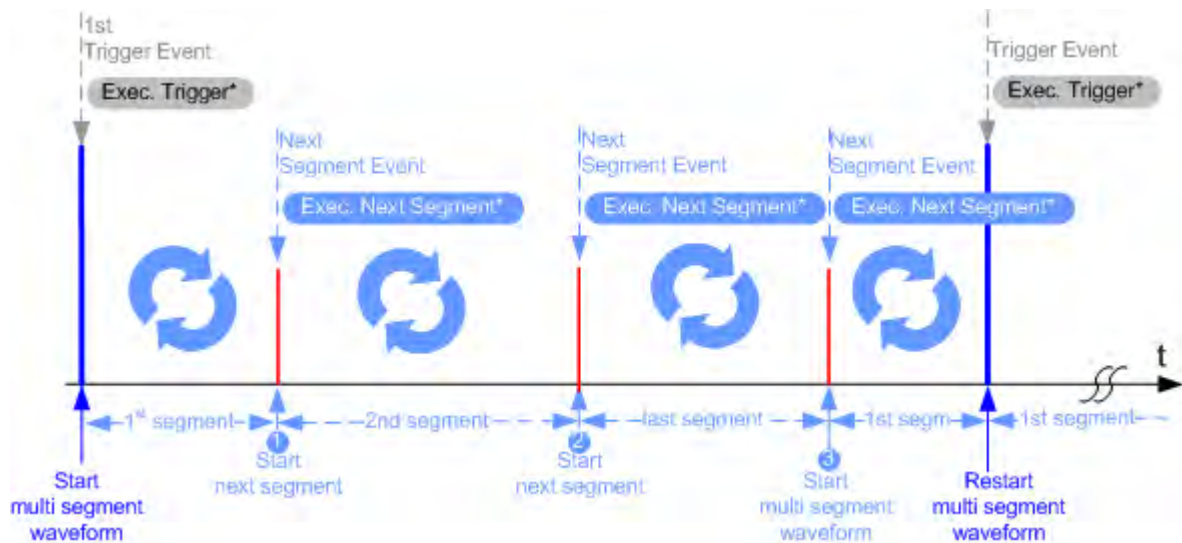 1st
Trigger Event
Exec. Trigger*
Trigger Event
Exec. Trigger*
Next
Segment Event
Exec. Next Segment*
Next
Segment Event
Exec. Next Segment*
Next
Segment Event
Exec. Next Segment*
t
1st segment
2nd segment
last segment
1st segm
1st segment
Start
multi segment
waveform
1
Start
next segment
2
Start
next segment
3
Start
multi segment
waveform
Restart
multi segment
waveform